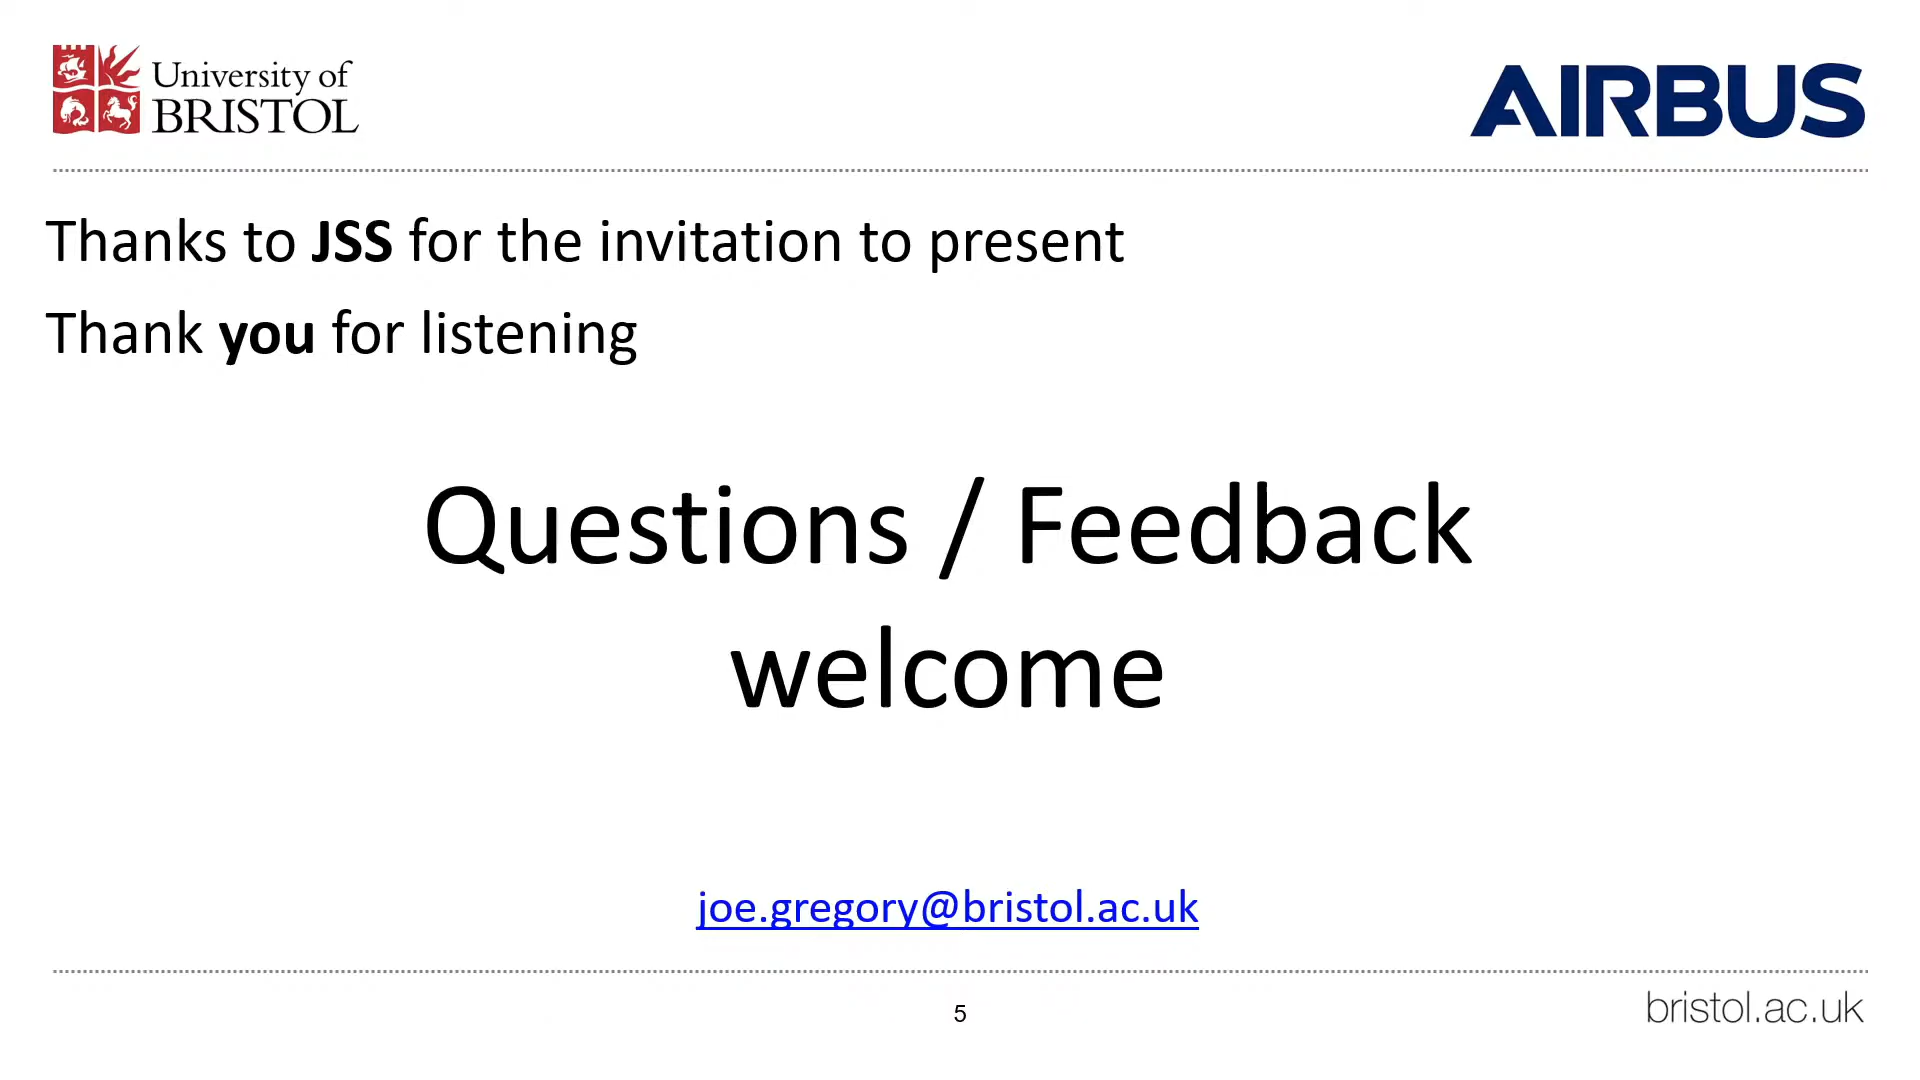 University of
BRISTOL
AIRBUS
Thanks to JSS for the invitation to present
Thank you for listening
Questions / Feedback
welcome
joe.gregory@bristol.ac.uk
5
bristol.ac.uk